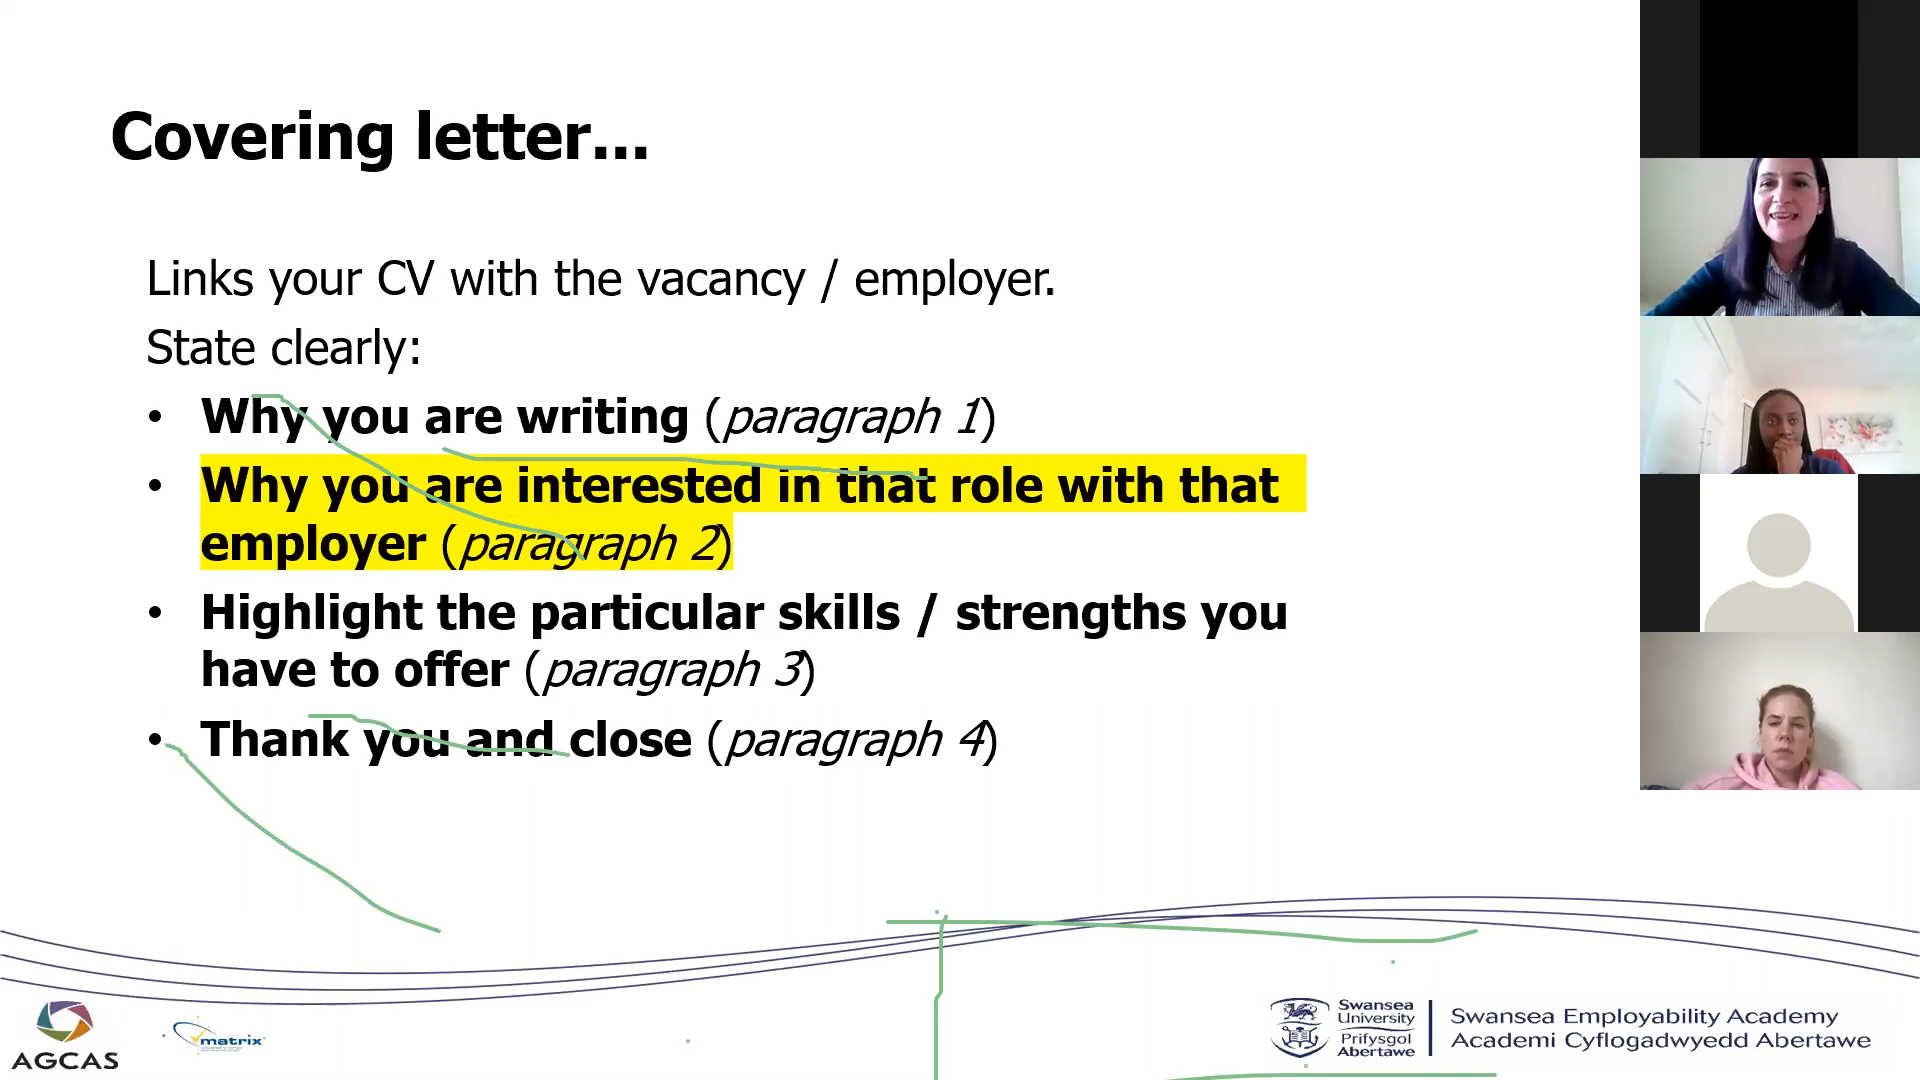 Covering letter...
Links your CV with the vacancy / employer.
State clearly:
• Why you are writing (paragraph 1)
• Why you are interested in that role with that
employer (paragraph 2)
• Highlight the particular skills / strengths you
have to offer (paragraph 3)
• Thank you and close (paragraph 4)
AGCAS
matrix
Swansea
University
Prifysgol
Abertawe
Swansea Employability Academy
Academi Cyflogadwyedd Abertawe